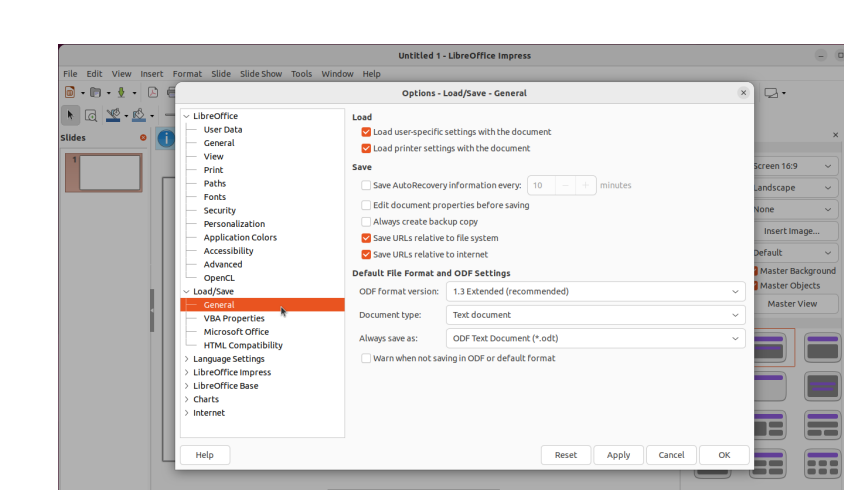 Untitled 1 - LibreOffice Impress
File Edit View Insert Format Slide Slide Show Tools Window Help
Options - Load/Save - General
Slides
1
LibreOffice
User Data
General
View
Print
Paths
Fonts
Security
Personalization
Application Colors
Accessibility
Advanced
OpenCL
Load/Save
General
VBA Properties
Microsoft Office
HTML Compatibility
Language Settings
LibreOffice Impress
LibreOffice Base
Charts
Internet
Load
Load user-specific settings with the document
Load printer settings with the document
Save
Save AutoRecovery information every: 10 minutes
Edit document properties before saving
Always create backup copy
Save URLs relative to file system
Save URLs relative to internet
Default File Format and ODF Settings
ODF format version: 1.3 Extended (recommended)
Document type: Text document
Always save as: ODF Text Document (*.odt)
Warn when not saving in ODF or default format
Help Reset Apply Cancel OK
Screen 16:9
Landscape
None
Insert Image...
Default
Master Background
Master Objects
Master View